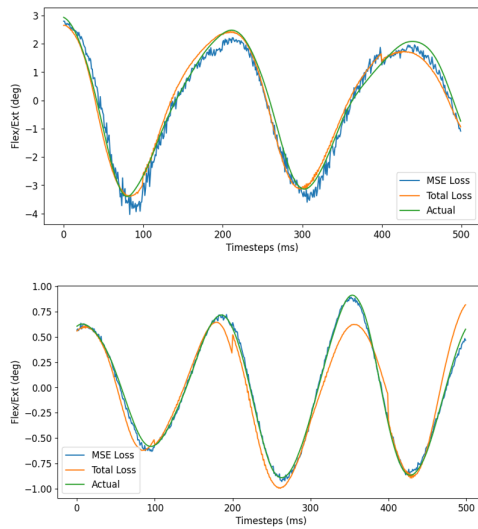 3
2
1
0
−1
−2
−3
−4
Flex/Ext (deg)
MSE Loss
Total Loss
Actual
0 100 200 300 400 500
Timesteps (ms)
1.00
0.75
0.50
0.25
0.00
−0.25
−0.50
−0.75
−1.00
Flex/Ext (deg)
MSE Loss
Total Loss
Actual
0 100 200 300 400 500
Timesteps (ms)